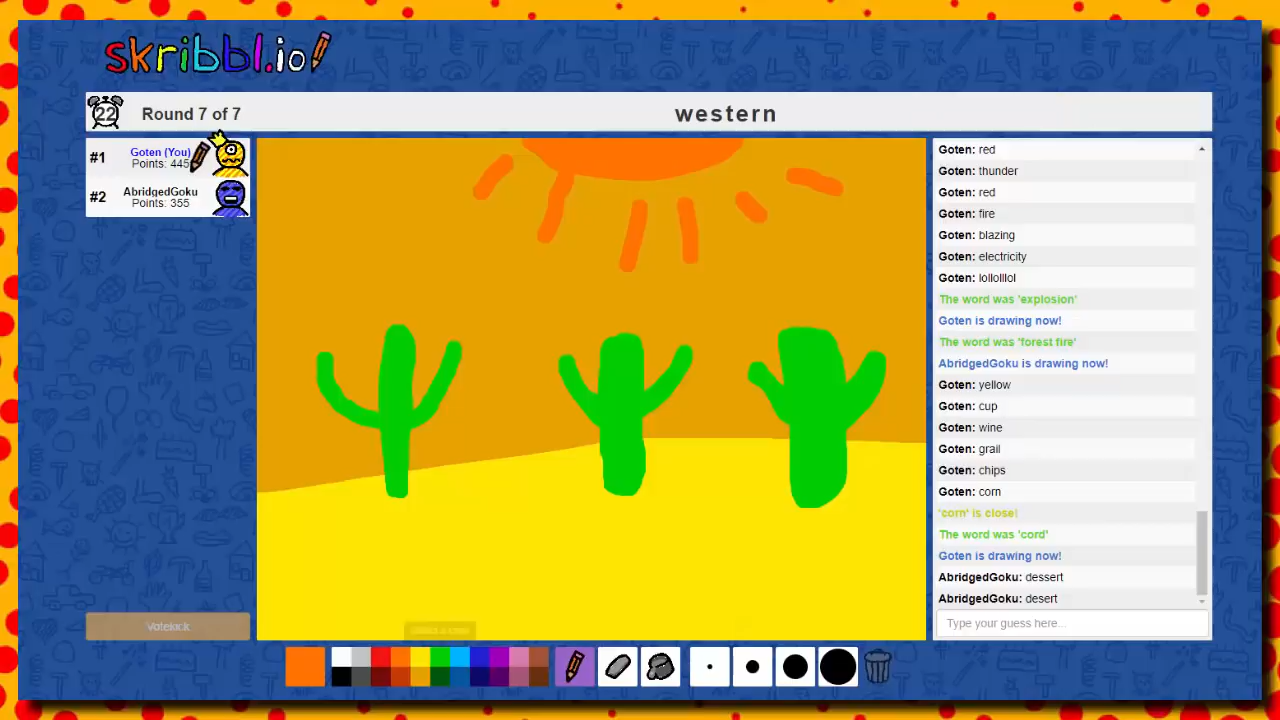 skribbl.io
22
Round 7 of 7
western
#1
Goten (You)
Points: 445
#2
AbridgedGoku
Points: 355
Goten: red
Goten: thunder
Goten: red
Goten: fire
Goten: blazing
Goten: electricity
Goten: lollolllol
The word was 'explosion'
Goten is drawing now!
The word was 'forest fire'
AbridgedGoku is drawing now!
Goten: yellow
Goten: cup
Goten: wine
Goten: grail
Goten: chips
Goten: corn
'corn' is close!
The word was 'cord'
Goten is drawing now!
AbridgedGoku: dessert
AbridgedGoku: desert
Votekick
Type your guess here...